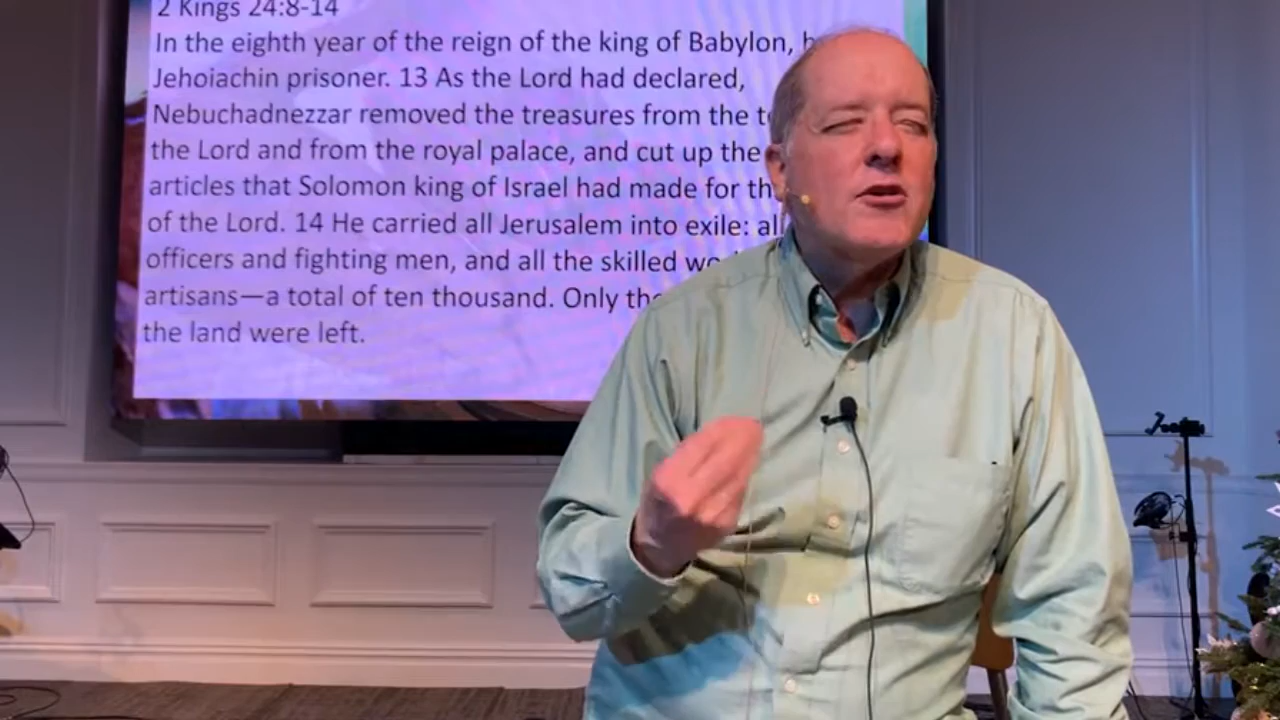 2 Kings 24:8-14
In the eighth year of the reign of the king of Babylon,
Jehoiachin prisoner. 13 As the Lord had declared,
Nebuchadnezzar removed the treasures from the
the Lord and from the royal palace, and cut up the
articles that Solomon king of Israel had made for
of the Lord. 14 He carried all Jerusalem into exile:
officers and fighting men, and all the skilled
artisans—a total of ten thousand. Only
the land were left.